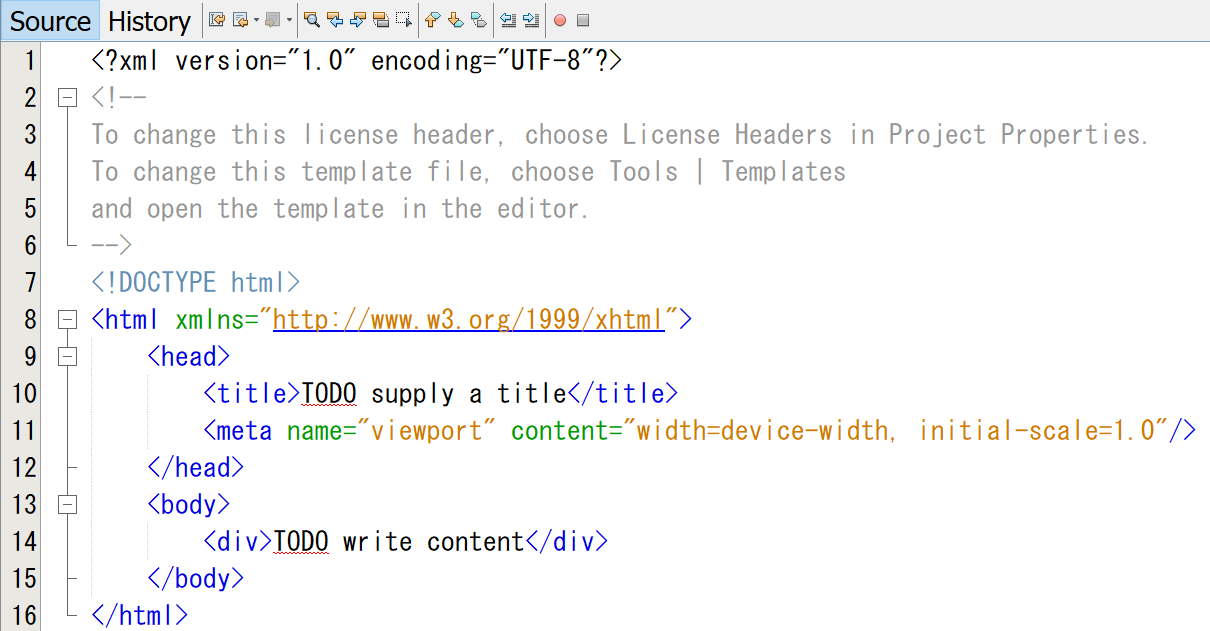 Source History
1 <?xml version="1.0" encoding="UTF-8"?>
2 <!--
3 To change this license header, choose License Headers in Project Properties.
4 To change this template file, choose Tools | Templates
5 and open the template in the editor.
6 -->
7 <!DOCTYPE html>
8 <html xmlns="http://www.w3.org/1999/xhtml">
9 <head>
10 <title>TODO supply a title</title>
11 <meta name="viewport" content="width=device-width, initial-scale=1.0"/>
12 </head>
13 <body>
14 <div>TODO write content</div>
15 </body>
16 </html>